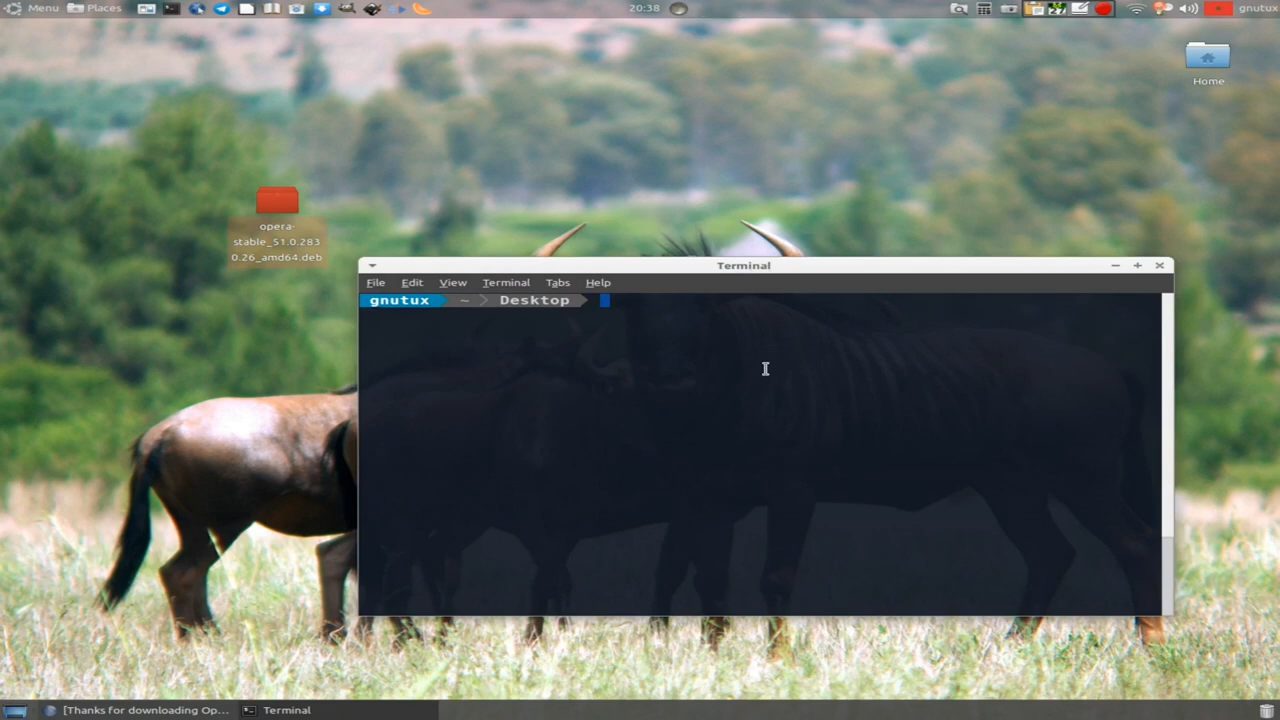 Menu Places 20:38 27 gnutux
Home
opera-
stable_51.0.283
0.26_amd64.deb
Terminal
File Edit View Terminal Tabs Help
gnutux ~ Desktop
[Thanks for downloading Op... Terminal